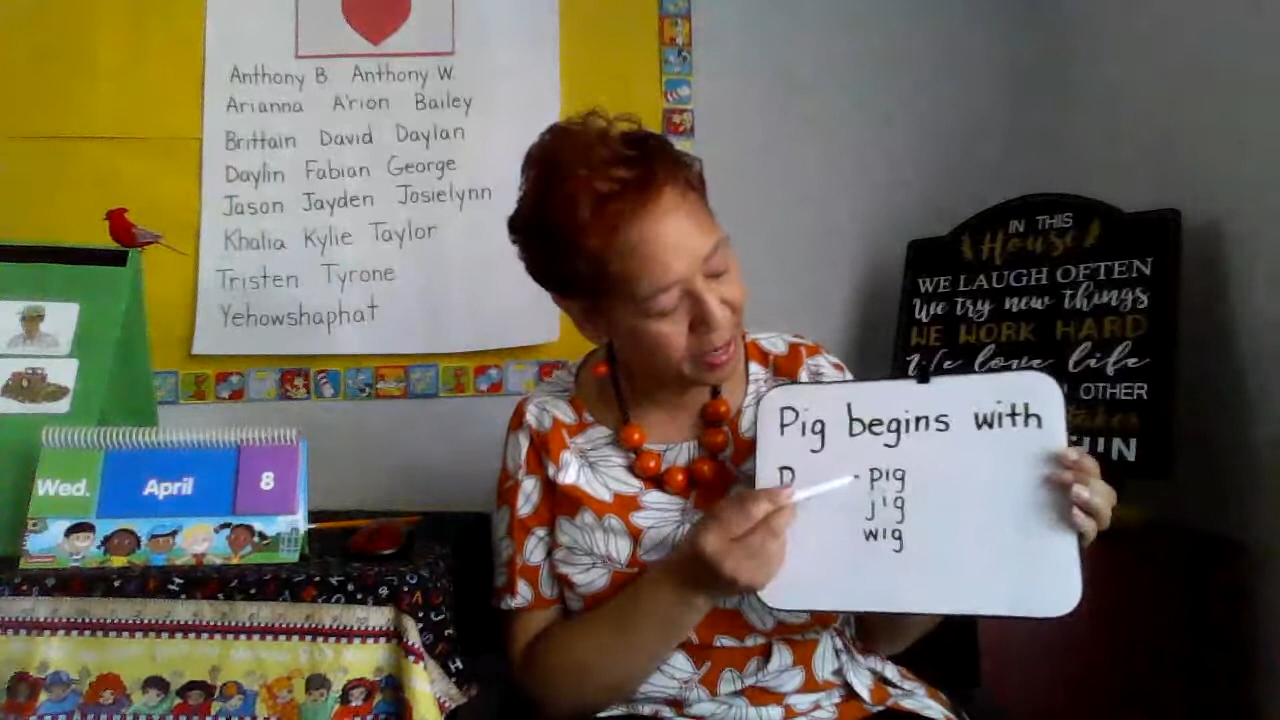 Anthony B. Anthony W.
Arianna A'rion Bailey
Brittain David Daylan
Daylin Fabian George
Jason Jayden Josielynn
Khalia Kylie Taylor
Tristen Tyrone
Yehowshaphat
Wed. April 8
Pig begins with
P pig
jig
wig
IN THIS
House
WE LAUGH OFTEN
We try new things
WE WORK HARD
We love life
OTHER